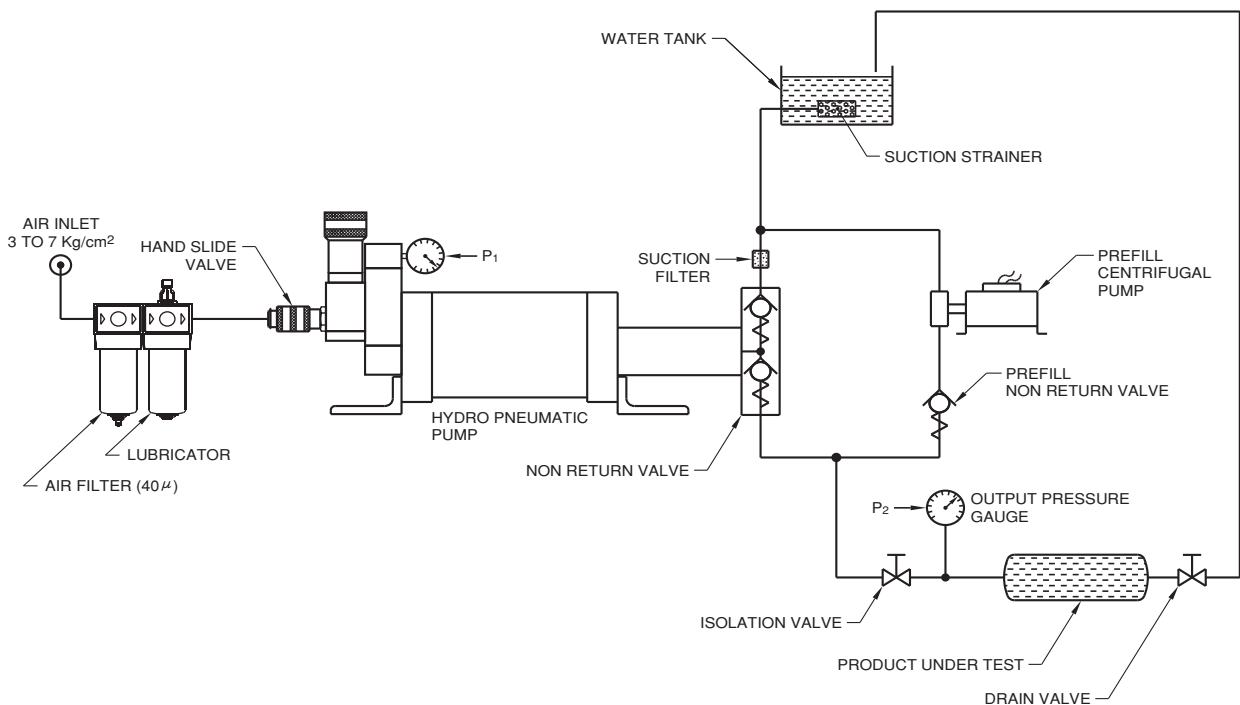 WATER TANK
SUCTION STRAINER
AIR INLET
3 TO 7 Kg/cm²
HAND SLIDE
VALVE
P₁
SUCTION
FILTER
PREFILL
CENTRIFUGAL
PUMP
PREFILL
NON RETURN VALVE
HYDRO PNEUMATIC
PUMP
LUBRICATOR
NON RETURN VALVE
AIR FILTER (40μ)
P₂
OUTPUT PRESSURE
GAUGE
ISOLATION VALVE
PRODUCT UNDER TEST
DRAIN VALVE